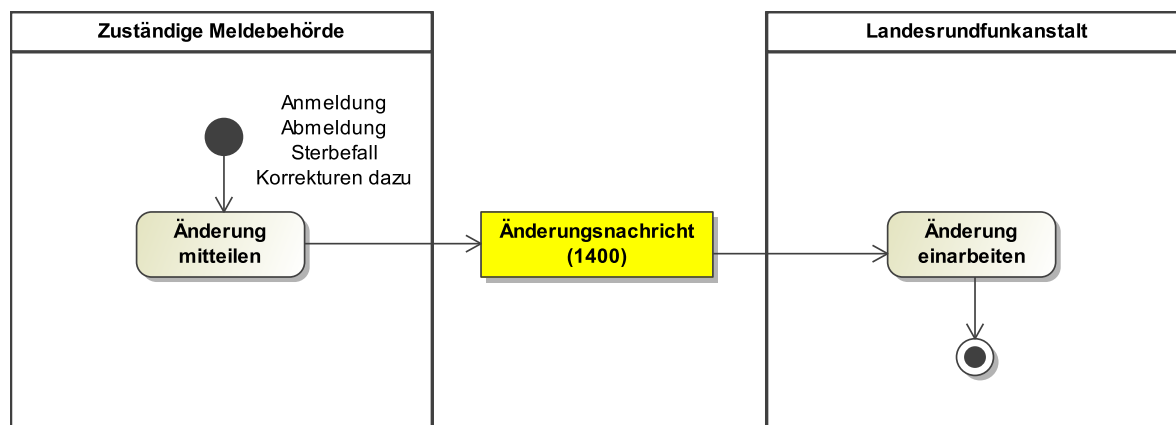 Zuständige Meldebehörde
Landesrundfunkanstalt
Anmeldung
Abmeldung
Sterbefall
Korrekturen dazu
Änderung
mitteilen
Änderungsnachricht
(1400)
Änderung
einarbeiten